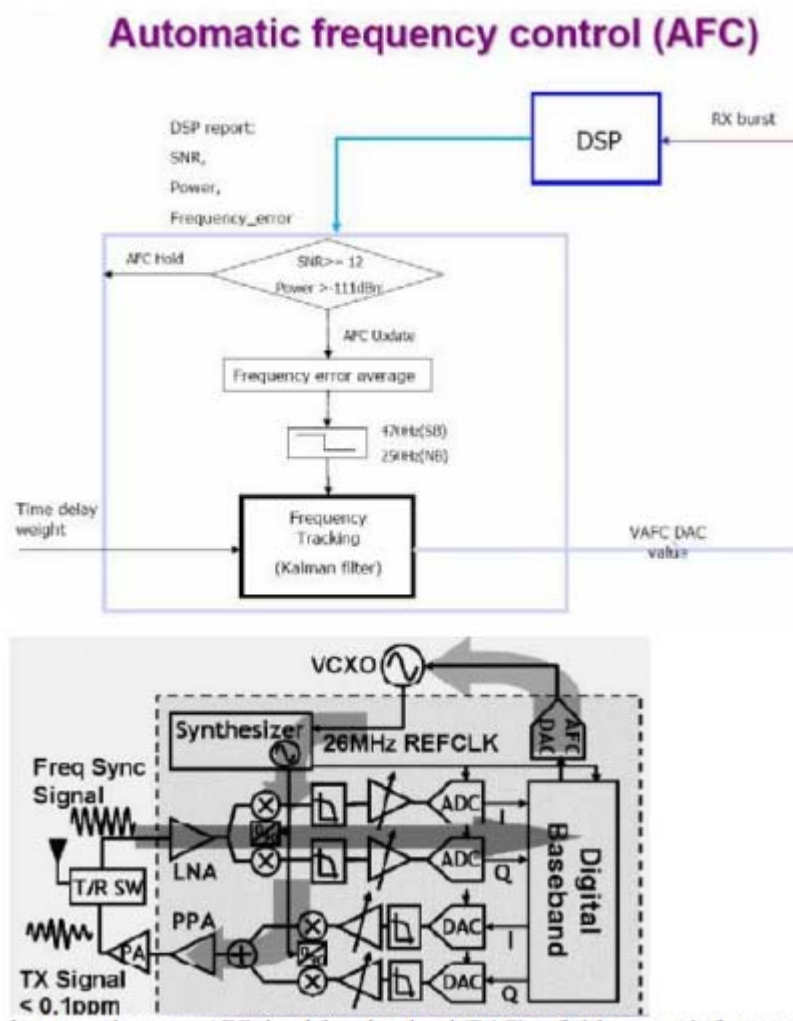 Automatic frequency control (AFC)
DSP report:
SNR,
Power,
Frequency_error
DSP
RX burst
AFC Hold
SNR>= 12
Power >-111dBm
AFC Update
Frequency error average
470Hz(SB)
250Hz(NB)
Time delay
weight
Frequency
Tracking
(Kalman filter)
VAFC DAC
value
VCXO
Synthesizer
26MHz REFCLK
AFC
DAC
Freq Sync
Signal
ADC
I
LNA
ADC
Q
Digital
Baseband
T/R SW
PPA
DAC
I
PA
TX Signal
< 0.1ppm
DAC
Q